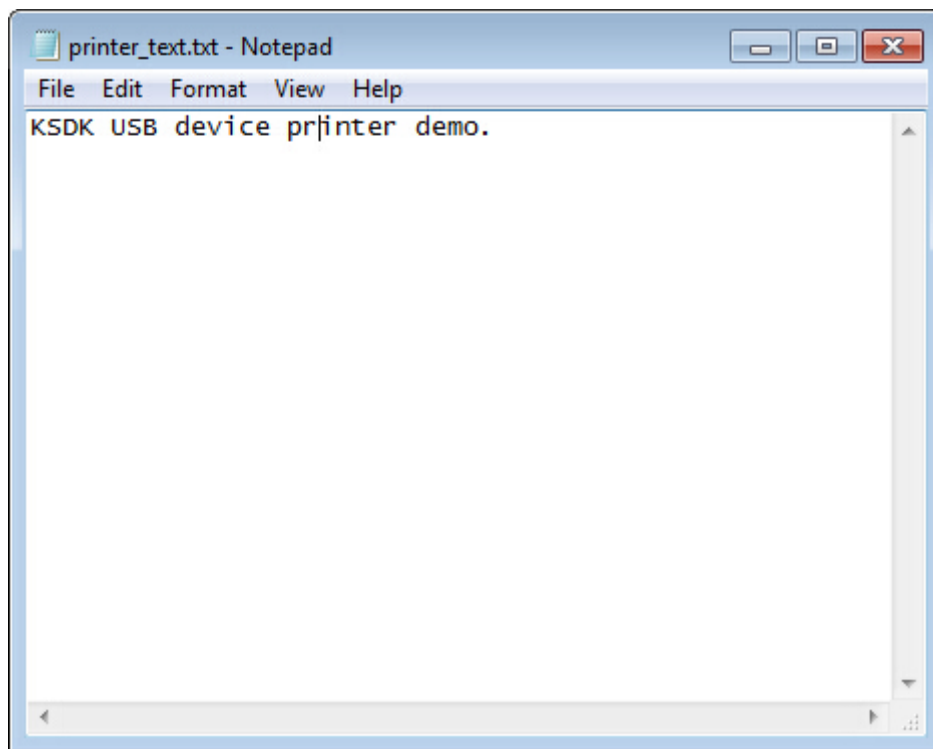 printer_text.txt - Notepad
File Edit Format View Help
KSDK USB device printer demo.